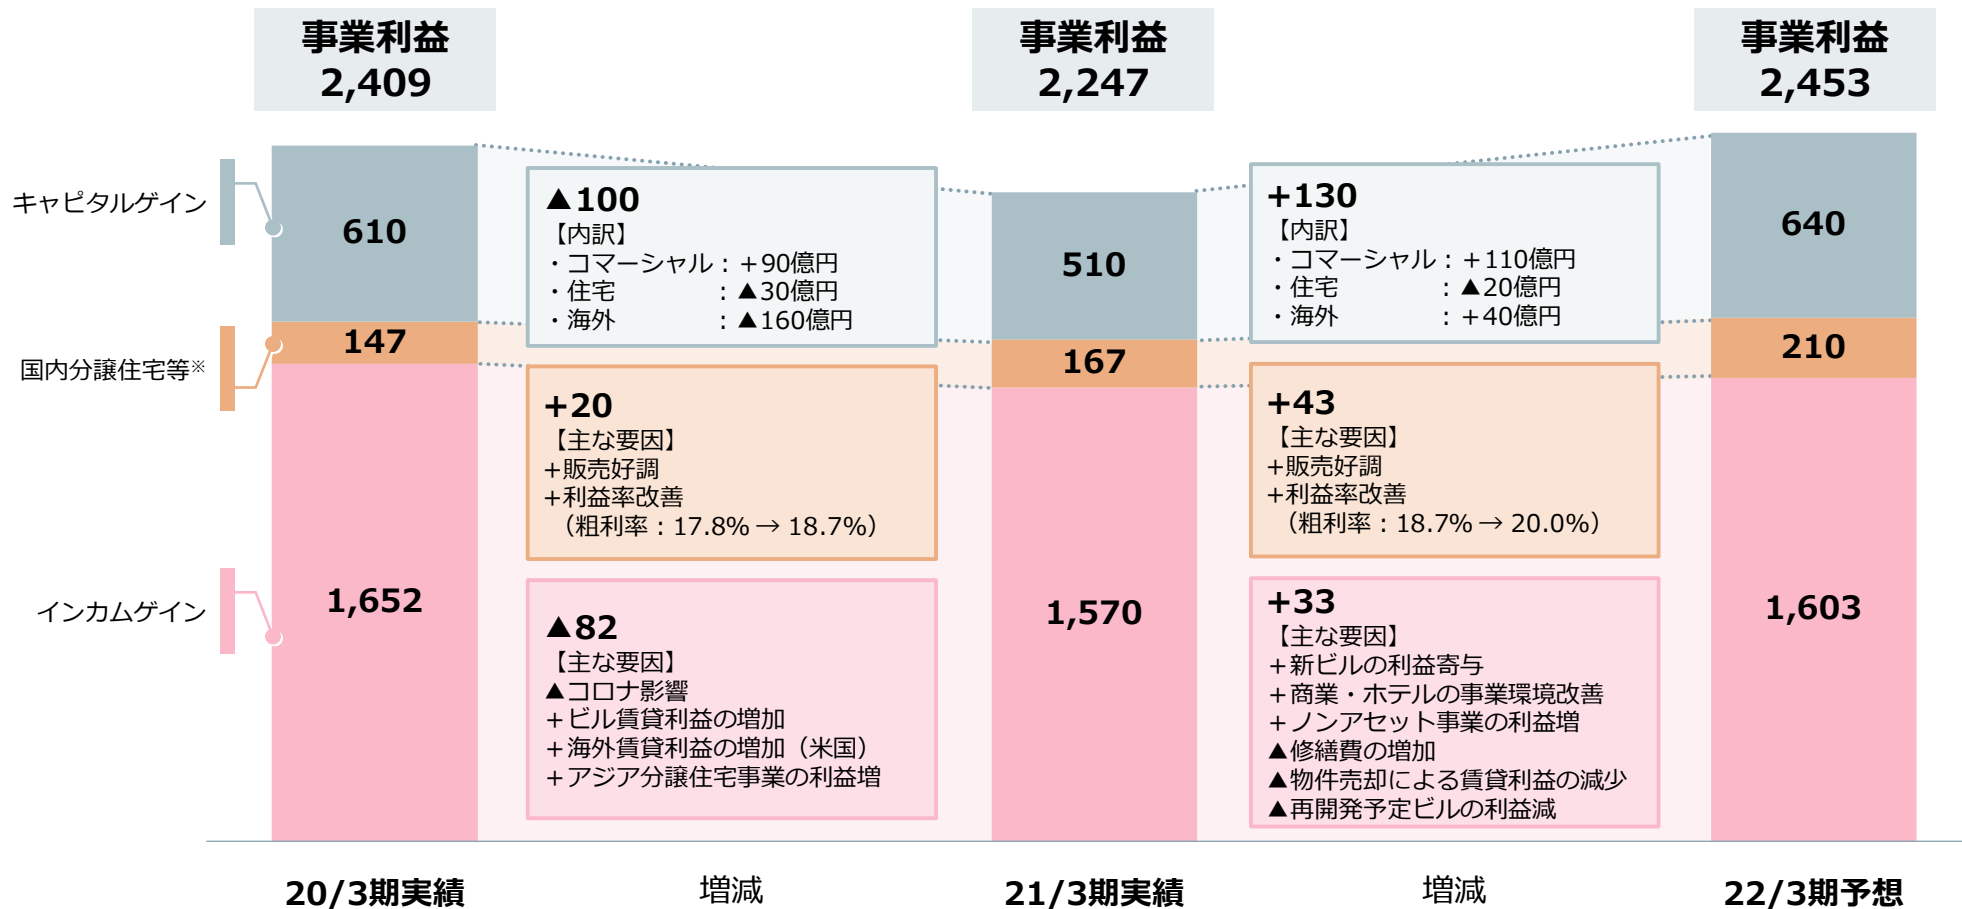 事業利益
2,409
事業利益
2,247
事業利益
2,453
キャピタルゲイン
国内分譲住宅等※
インカムゲイン
610
147
1,652
▲100
【内訳】
・コマーシャル：＋90億円
・住宅　　　　：▲30億円
・海外　　　　：▲160億円
+20
【主な要因】
＋販売好調
＋利益率改善
（粗利率：17.8% → 18.7%）
▲82
【主な要因】
▲コロナ影響
＋ビル賃貸利益の増加
＋海外賃貸利益の増加（米国）
＋アジア分譲住宅事業の利益増
510
167
1,570
+130
【内訳】
・コマーシャル：＋110億円
・住宅　　　　：▲20億円
・海外　　　　：＋40億円
+43
【主な要因】
＋販売好調
＋利益率改善
（粗利率：18.7% → 20.0%）
+33
【主な要因】
＋新ビルの利益寄与
＋商業・ホテルの事業環境改善
＋ノンアセット事業の利益増
▲修繕費の増加
▲物件売却による賃貸利益の減少
▲再開発予定ビルの利益減
640
210
1,603
20/3期実績
増減
21/3期実績
増減
22/3期予想